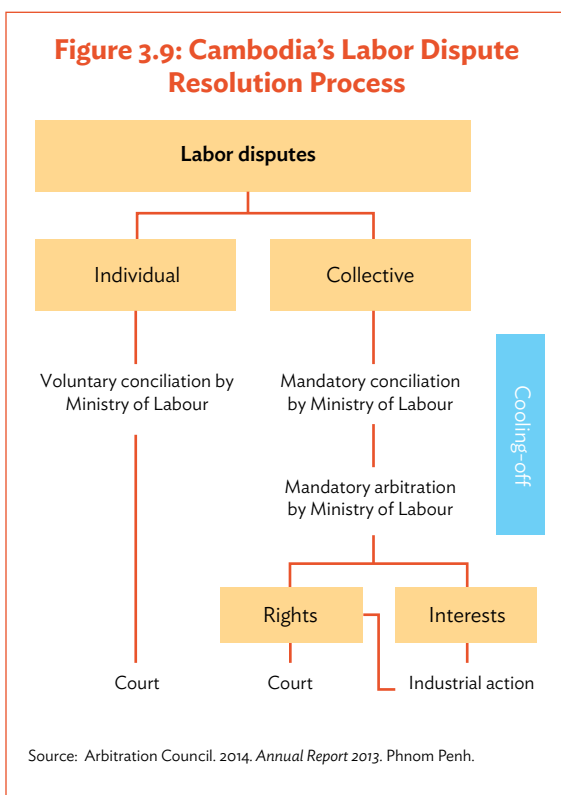 Figure 3.9: Cambodia's Labor Dispute
Resolution Process
Labor disputes
Individual
Collective
Voluntary conciliation by
Ministry of Labour
Mandatory conciliation
by Ministry of Labour
Cooling-off
Mandatory arbitration
by Ministry of Labour
Rights
Interests
Court
Court
Industrial action
Source: Arbitration Council. 2014. Annual Report 2013. Phnom Penh.